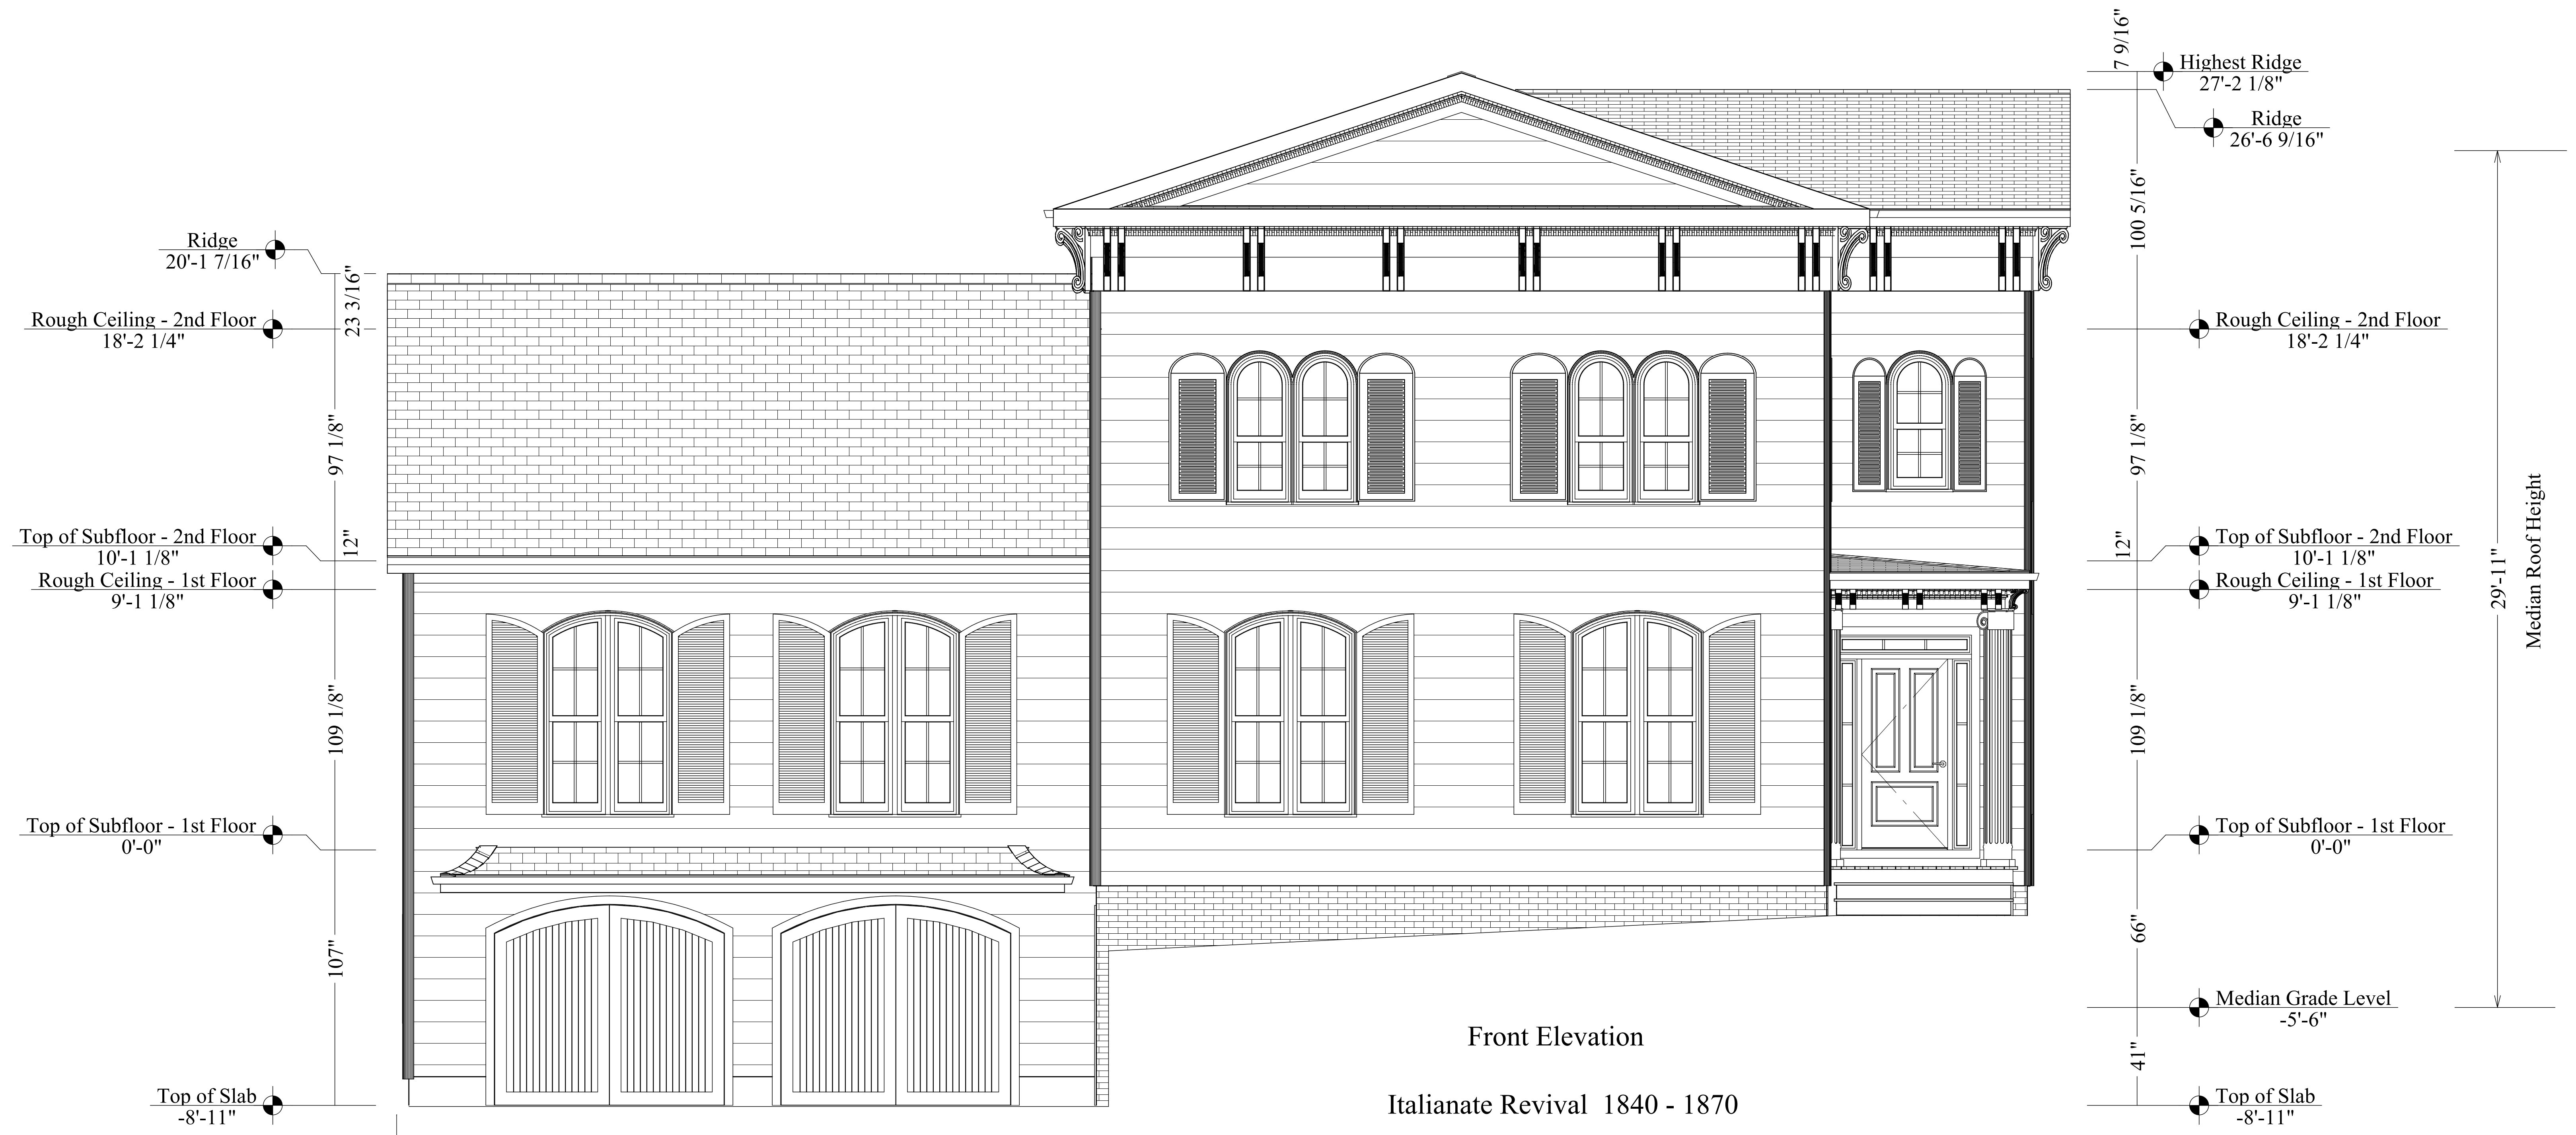 Ridge
20'-1 7/16"
Rough Ceiling - 2nd Floor
18'-2 1/4"
Top of Subfloor - 2nd Floor
10'-1 1/8"
Rough Ceiling - 1st Floor
9'-1 1/8"
Top of Subfloor - 1st Floor
0'-0"
Top of Slab
-8'-11"
23 3/16"
97 1/8"
12"
109 1/8"
107"
Front Elevation
Italianate Revival 1840 - 1870
7 9/16"
100 5/16"
97 1/8"
12"
109 1/8"
66"
41"
Highest Ridge
27'-2 1/8"
Ridge
26'-6 9/16"
Rough Ceiling - 2nd Floor
18'-2 1/4"
Top of Subfloor - 2nd Floor
10'-1 1/8"
Rough Ceiling - 1st Floor
9'-1 1/8"
Top of Subfloor - 1st Floor
0'-0"
Median Grade Level
-5'-6"
Top of Slab
-8'-11"
29'-11"
Median Roof Height